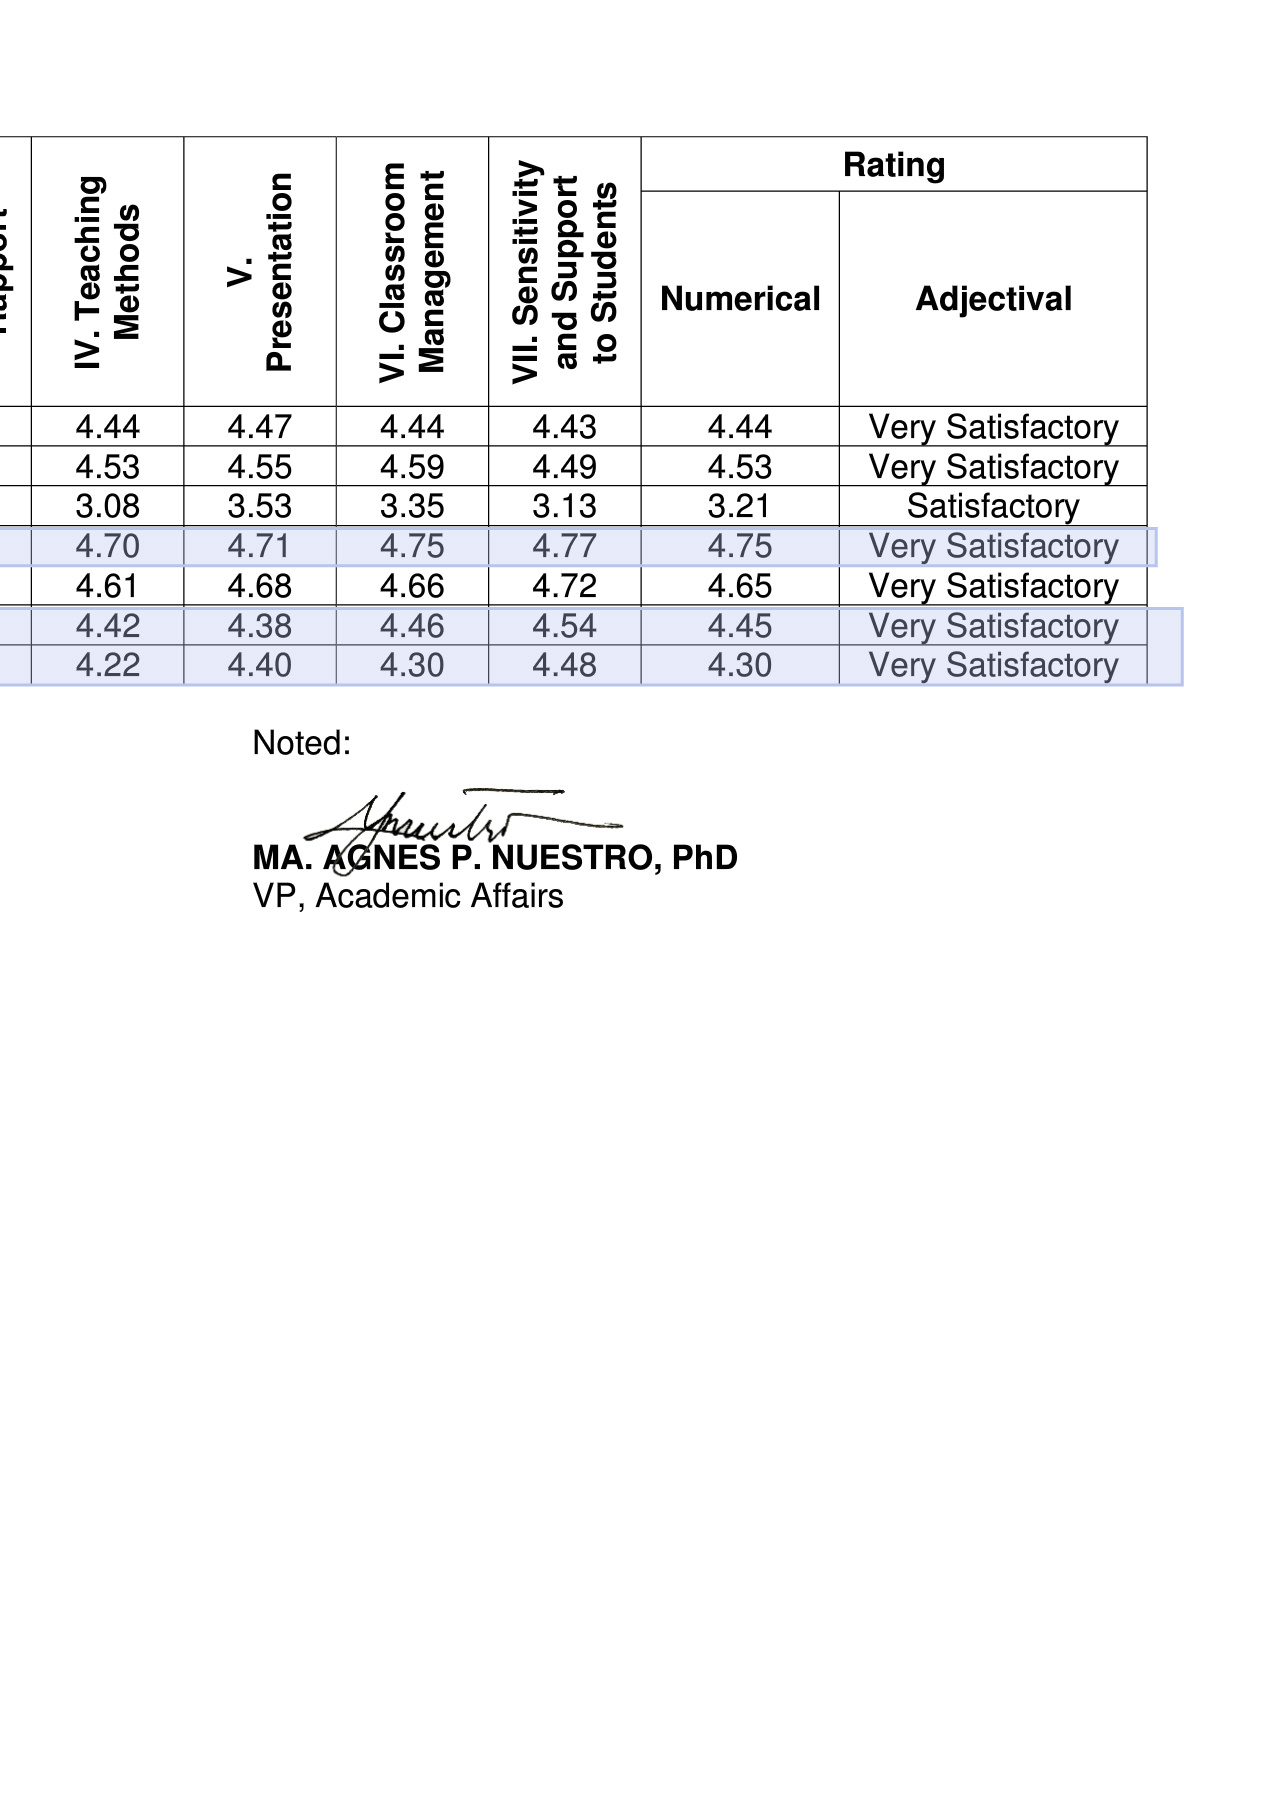 Rating
IV. Teaching
Methods
V.
Presentation
VI. Classroom
Management
VII. Sensitivity
and Support
to Students
Numerical
Adjectival
4.44 4.47 4.44 4.43 4.44 Very Satisfactory
4.53 4.55 4.59 4.49 4.53 Very Satisfactory
3.08 3.53 3.35 3.13 3.21 Satisfactory
4.70 4.71 4.75 4.77 4.75 Very Satisfactory
4.61 4.68 4.66 4.72 4.65 Very Satisfactory
4.42 4.38 4.46 4.54 4.45 Very Satisfactory
4.22 4.40 4.30 4.48 4.30 Very Satisfactory
Noted:
MA. AGNES P. NUESTRO, PhD
VP, Academic Affairs